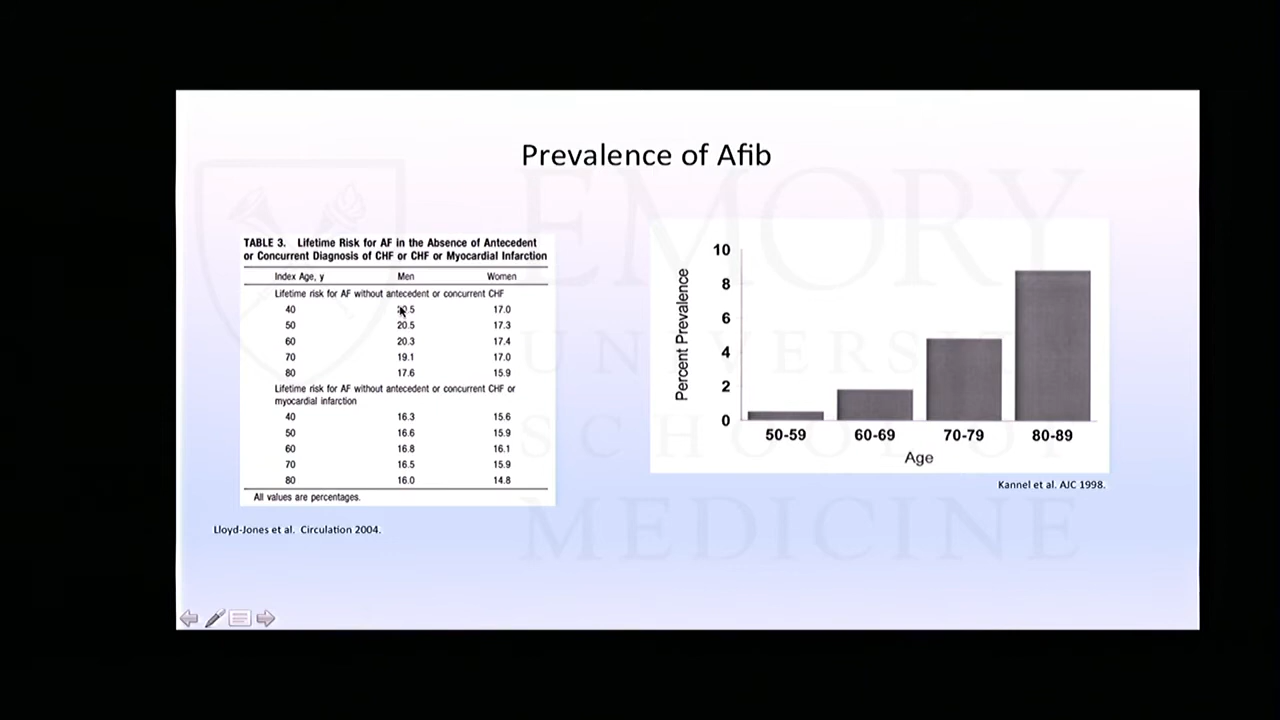 Prevalence of Afib
TABLE 3. Lifetime Risk for AF in the Absence of Antecedent
or Concurrent Diagnosis of CHF or CHF or Myocardial Infarction
Index Age, y Men Women
Lifetime risk for AF without antecedent or concurrent CHF
40 17.0
50 20.5 17.3
60 20.3 17.4
70 19.1 17.0
80 17.6 15.9
Lifetime risk for AF without antecedent or concurrent CHF or
myocardial infarction
40 16.3 15.6
50 16.6 15.9
60 16.8 16.1
70 16.5 15.9
80 16.0 14.8
All values are percentages.
Lloyd-Jones et al. Circulation 2004.
Percent Prevalence
10
8
6
4
2
0
50-59 60-69 70-79 80-89
Age
Kannel et al. AJC 1998.
EMORY
UNIVERSITY
SCHOOL OF
MEDICINE